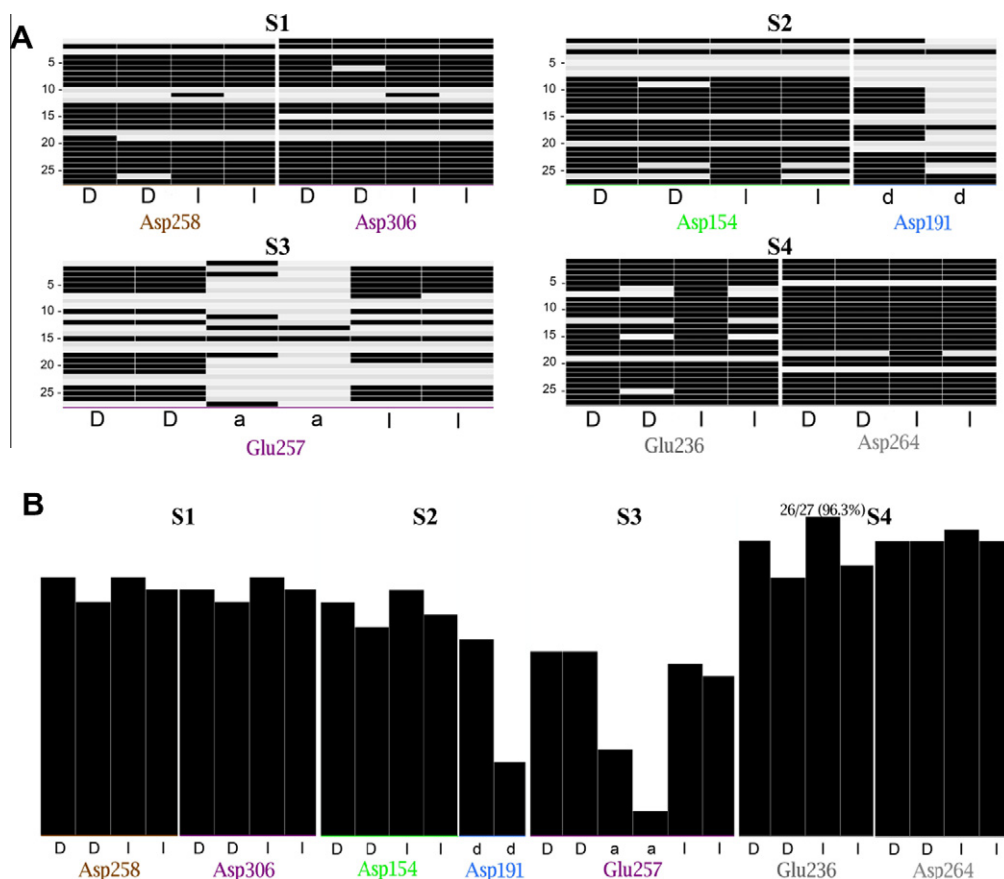 A
S1
S2
5 -
10 -
15 -
20 -
25 -
D D I I D D I I
Asp258 Asp306
5 -
10 -
15 -
20 -
25 -
D D I I d d
Asp154 Asp191
S3
S4
5 -
10 -
15 -
20 -
25 -
D D a a I I
Glu257
5 -
10 -
15 -
20 -
25 -
D D I I D D I I
Glu236 Asp264
B
S1 S2 S3 26/27 (96.3%) S4
D D I I D D I I D D I I d d D D a a I I D D I I D D I I
Asp258 Asp306 Asp154 Asp191 Glu257 Glu236 Asp264